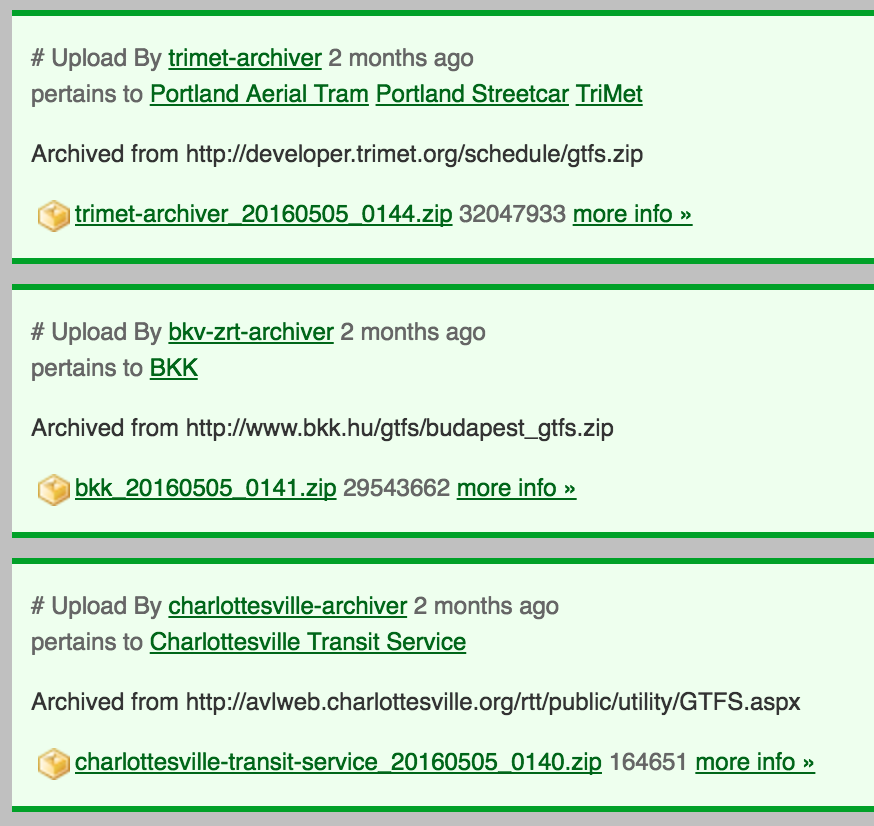 # Upload By trimet-archiver 2 months ago
pertains to Portland Aerial Tram Portland Streetcar TriMet
Archived from http://developer.trimet.org/schedule/gtfs.zip
trimet-archiver_20160505_0144.zip 32047933 more info »
# Upload By bkv-zrt-archiver 2 months ago
pertains to BKK
Archived from http://www.bkk.hu/gtfs/budapest_gtfs.zip
bkk_20160505_0141.zip 29543662 more info »
# Upload By charlottesville-archiver 2 months ago
pertains to Charlottesville Transit Service
Archived from http://avlweb.charlottesville.org/rtt/public/utility/GTFS.aspx
charlottesville-transit-service_20160505_0140.zip 164651 more info »